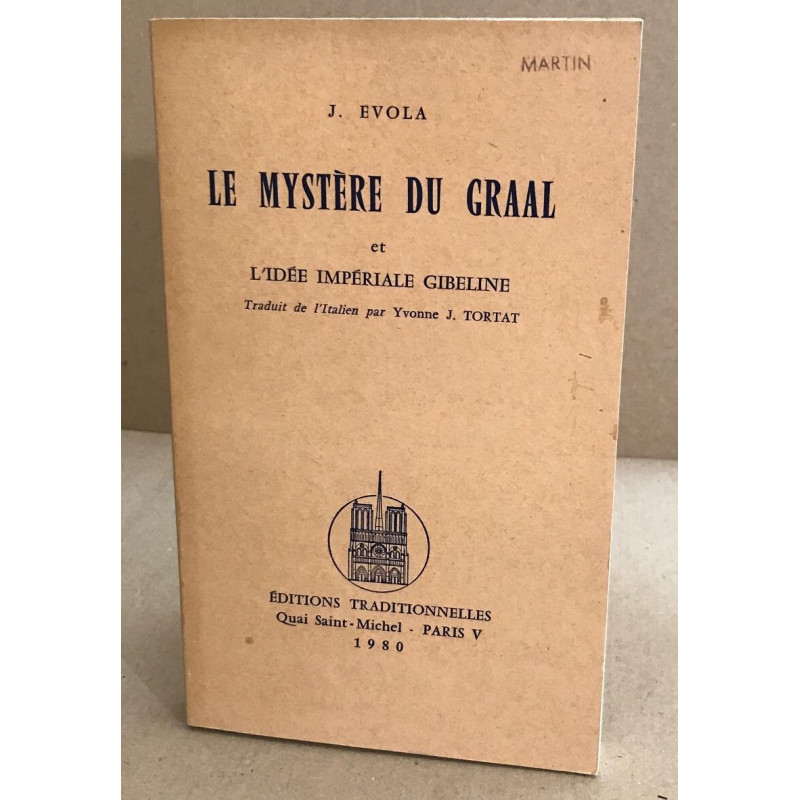 MARTIN
J. EVOLA
LE MYSTÈRE DU GRAAL
et
L'IDÉE IMPÉRIALE GIBELINE
Traduit de l'Italien par Yvonne J. TORTAT
ÉDITIONS TRADITIONNELLES
Quai Saint-Michel - PARIS V
1980